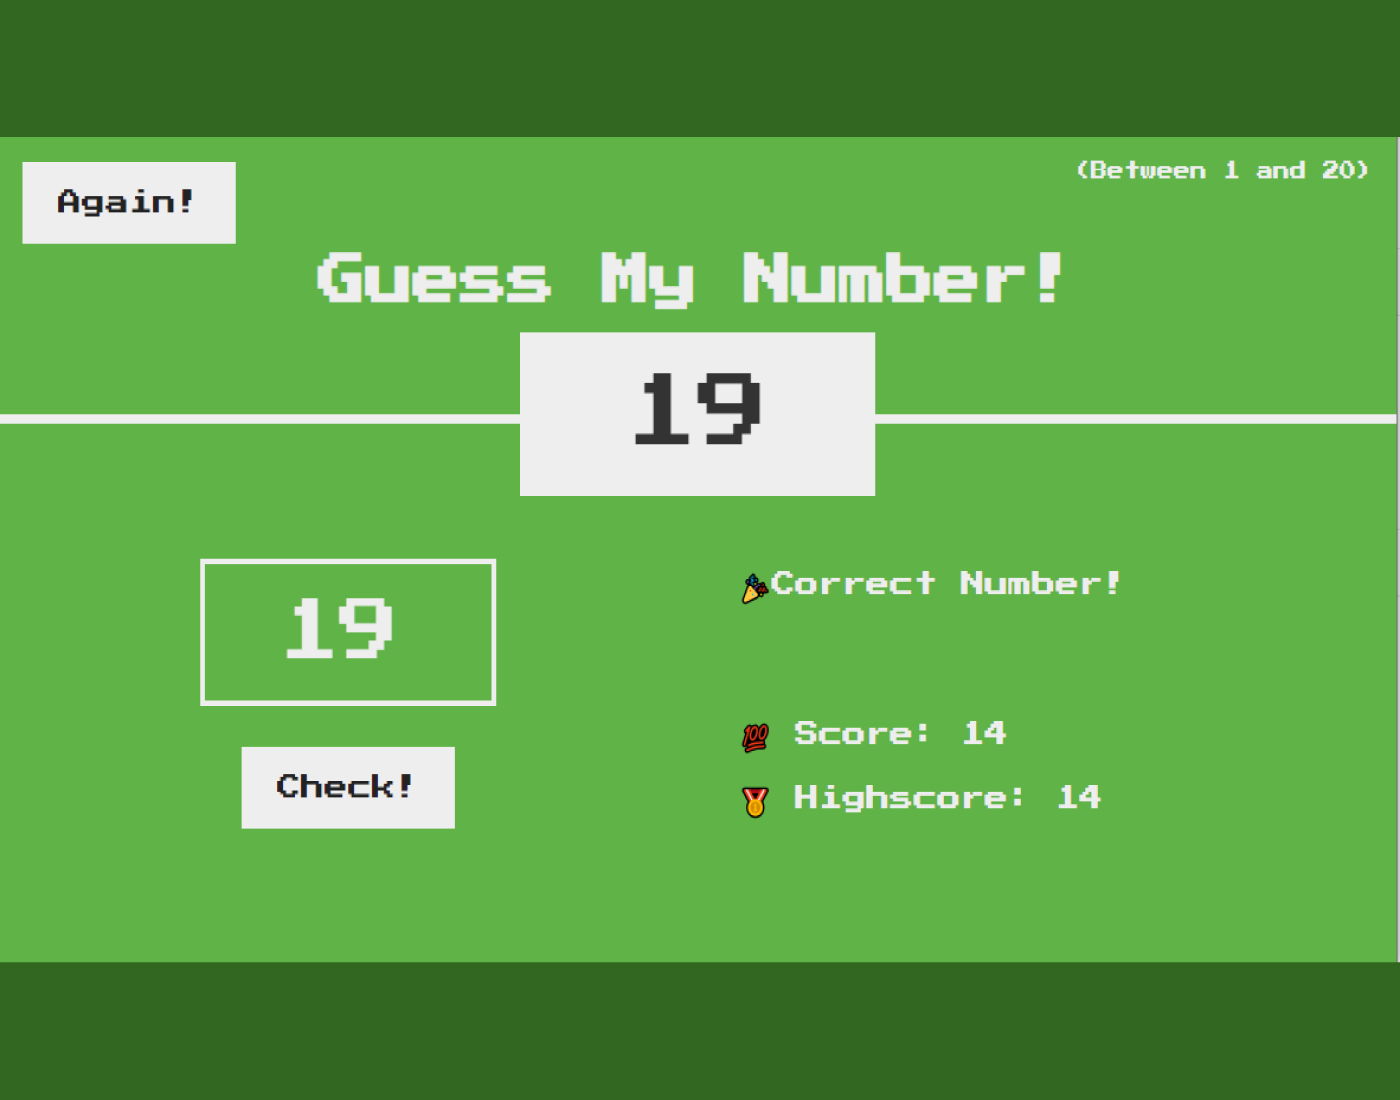 (Between 1 and 20)
Again!
Guess My Number!
19
19
🎉Correct Number!
Check!
💯 Score: 14
🥇 Highscore: 14